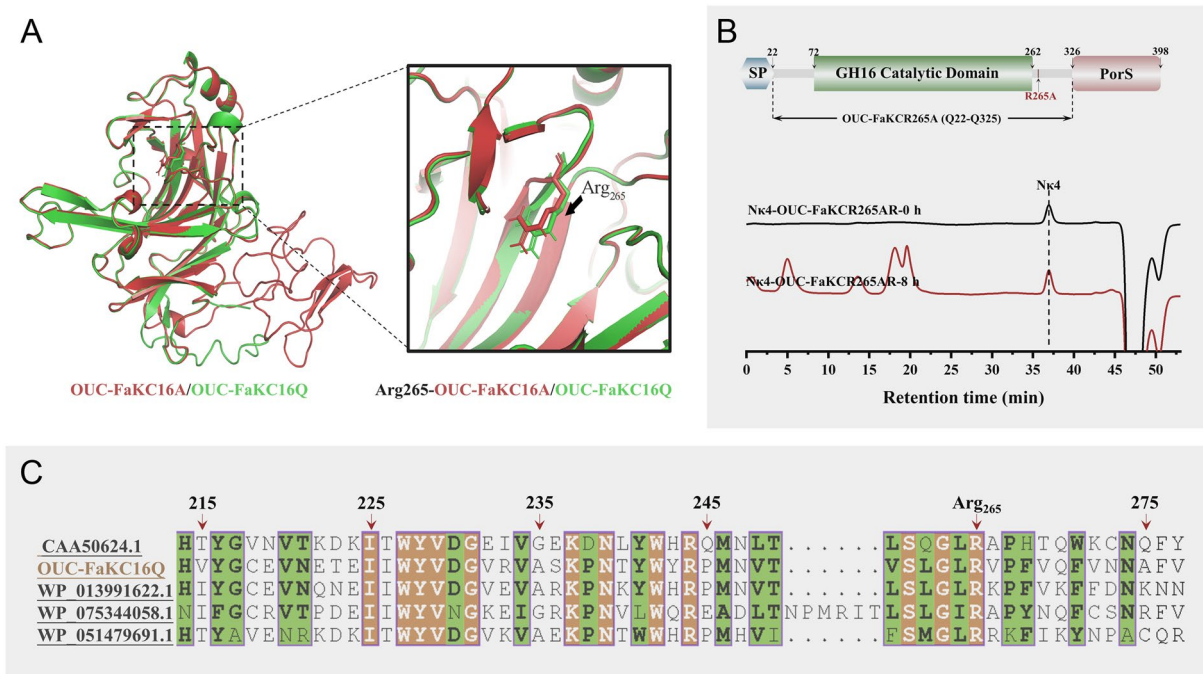 A
Arg265
OUC-FaKC16A/OUC-FaKC16Q
Arg265-OUC-FaKC16A/OUC-FaKC16Q
B
22 72 262 326 398
SP GH16 Catalytic Domain PorS
R265A
OUC-FaKCR265A (Q22-Q325)
Nκ4
Nκ4-OUC-FaKCR265AR-0 h
Nκ4-OUC-FaKCR265AR-8 h
0 5 10 15 20 25 30 35 40 45 50
Retention time (min)
C
215 225 235 245 Arg265 275
CAA50624.1 HTYGVNVTKDKITWYVDGEIVGEKDNLYWHRQMNLT......LSQGLRAPHTQWKCNQFY
OUC-FaKC16Q HVYGCEVNETEIIWYVDGVRVASKPNTYWYRPMNLT......LSLGLRVPFVQFVNNAFV
WP_013991622.1 HTYGCEVNQNEIIWYVDGVEVARKPNKYWHRPMNLT......LSLGLRKPFVKFFDNKNN
WP_075344058.1 NIFGCRVTPDEIIWYVNGKEIGRKPNVLWQREADLTNPMRITLSLGIRAPYNQFCSNRFV
WP_051479691.1 HTYAVENRKDKITWYVDGVKVAEKPNTWWHRPMHVI......FSMGLRRKFIKYNPACQR